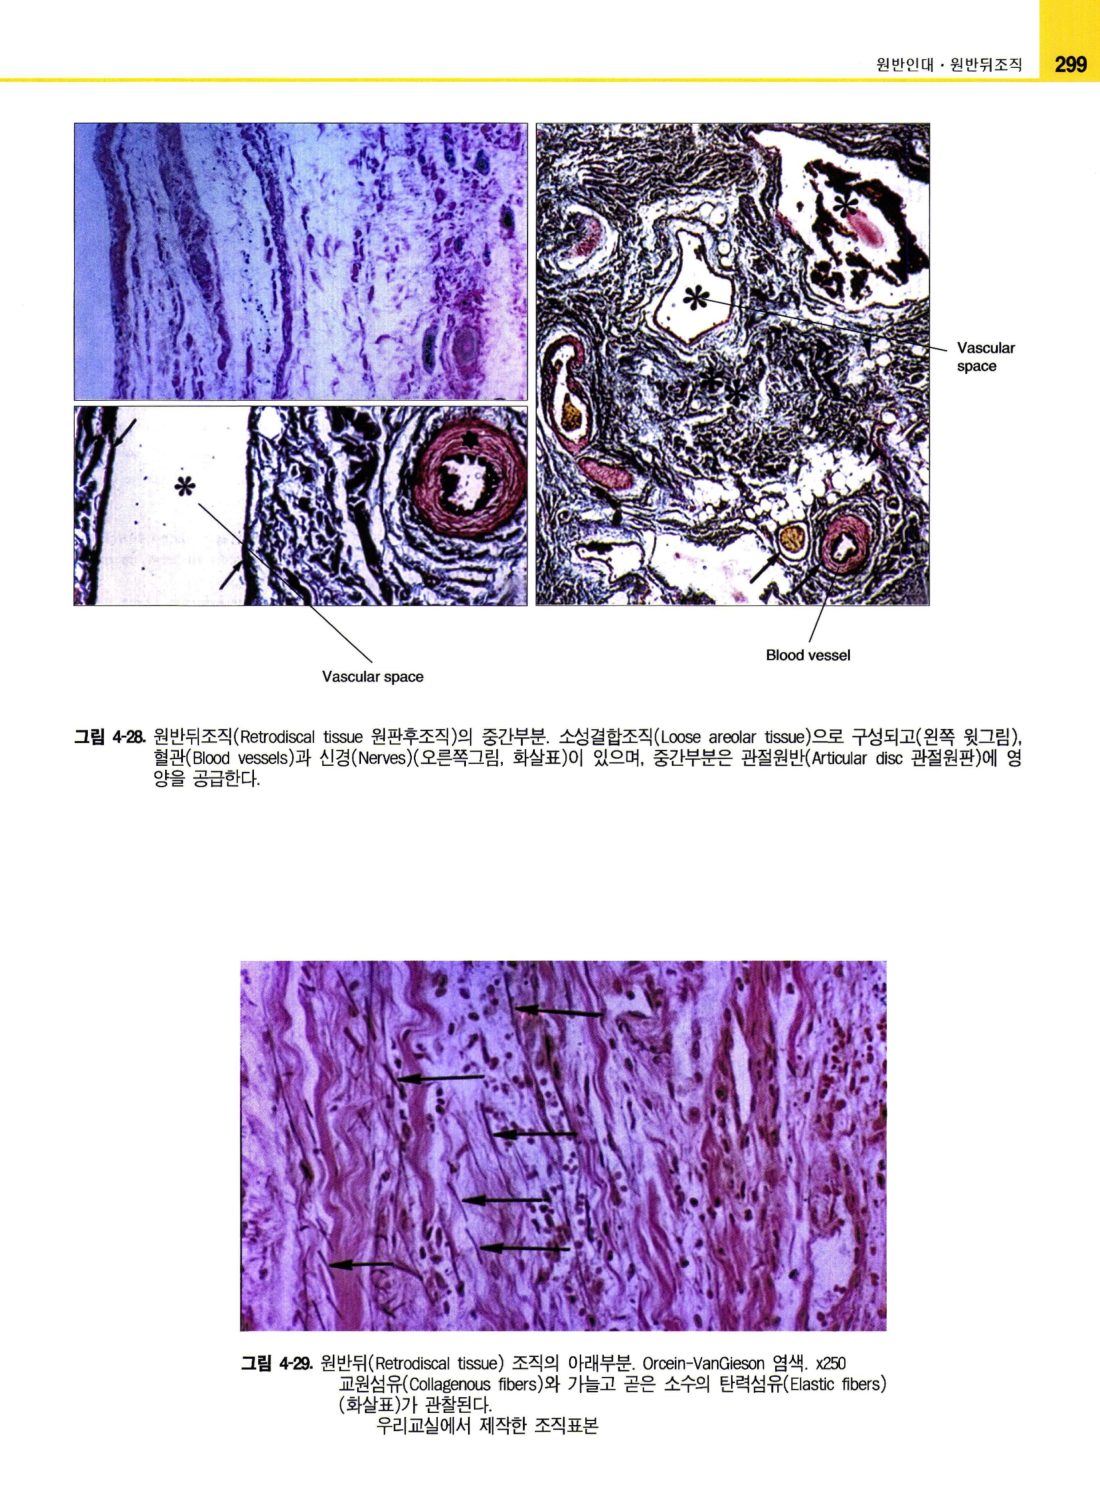 원반인대 · 원반뒤조직 299
Vascular
space
Blood vessel
Vascular space
그림 4-28. 원반뒤조직(Retrodiscal tissue 원판후조직)의 중간부분. 소성결합조직(Loose areolar tissue)으로 구성되고(왼쪽 윗그림),
혈관(Blood vessels)과 신경(Nerves)(오른쪽그림, 화살표)이 있으며, 중간부분은 관절원반(Articular disc 관절원판)에 영
양을 공급한다.
그림 4-29. 원반뒤(Retrodiscal tissue) 조직의 아래부분. Orcein-VanGieson 염색. x250
교원섬유(Collagenous fibers)와 가늘고 곧은 소수의 탄력섬유(Elastic fibers)
(화살표)가 관찰된다.
우리교실에서 제작한 조직표본